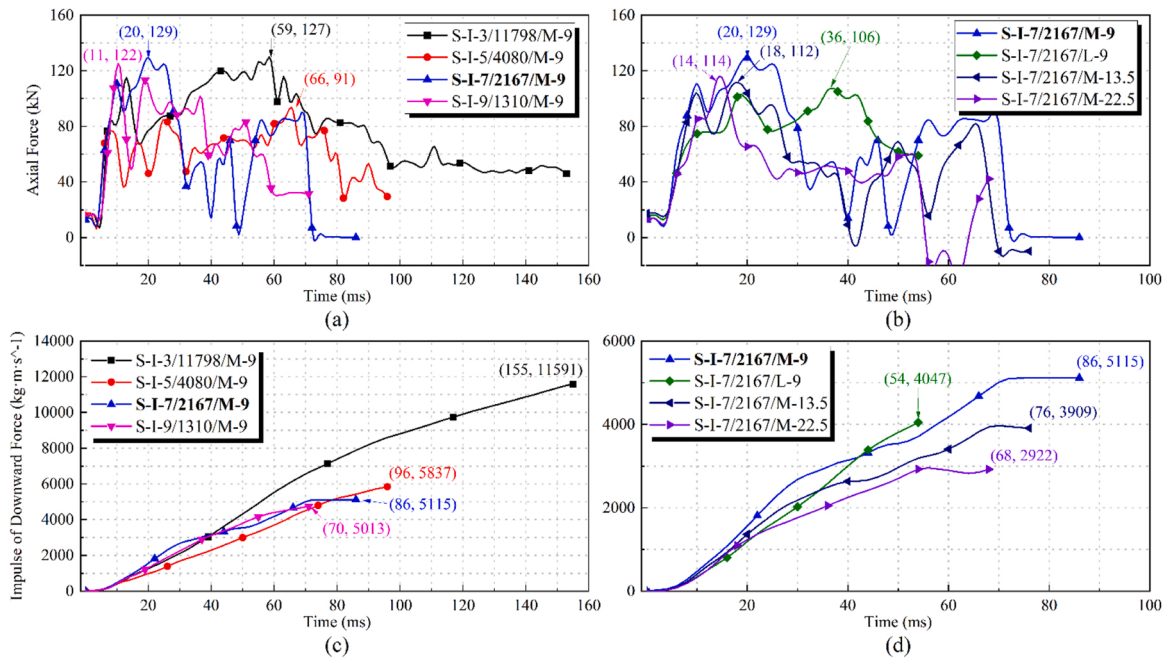 160
120
80
40
0
Axial Force (kN)
(11, 122)
(20, 129)
(59, 127)
(66, 91)
S-I-3/11798/M-9
S-I-5/4080/M-9
S-I-7/2167/M-9
S-I-9/1310/M-9
20 40 60 80 100 120 140 160
Time (ms)
(a)
160
120
80
40
0
(14, 114)
(20, 129)
(18, 112)
(36, 106)
S-I-7/2167/M-9
S-I-7/2167/L-9
S-I-7/2167/M-13.5
S-I-7/2167/M-22.5
20 40 60 80 100
Time (ms)
(b)
14000
12000
10000
8000
6000
4000
2000
0
Impulse of Downward Force (kg·m·s^-1)
S-I-3/11798/M-9
S-I-5/4080/M-9
S-I-7/2167/M-9
S-I-9/1310/M-9
(155, 11591)
(96, 5837)
(86, 5115)
(70, 5013)
20 40 60 80 100 120 140 160
Time (ms)
(c)
6000
4000
2000
0
S-I-7/2167/M-9
S-I-7/2167/L-9
S-I-7/2167/M-13.5
S-I-7/2167/M-22.5
(86, 5115)
(54, 4047)
(76, 3909)
(68, 2922)
20 40 60 80 100
Time (ms)
(d)